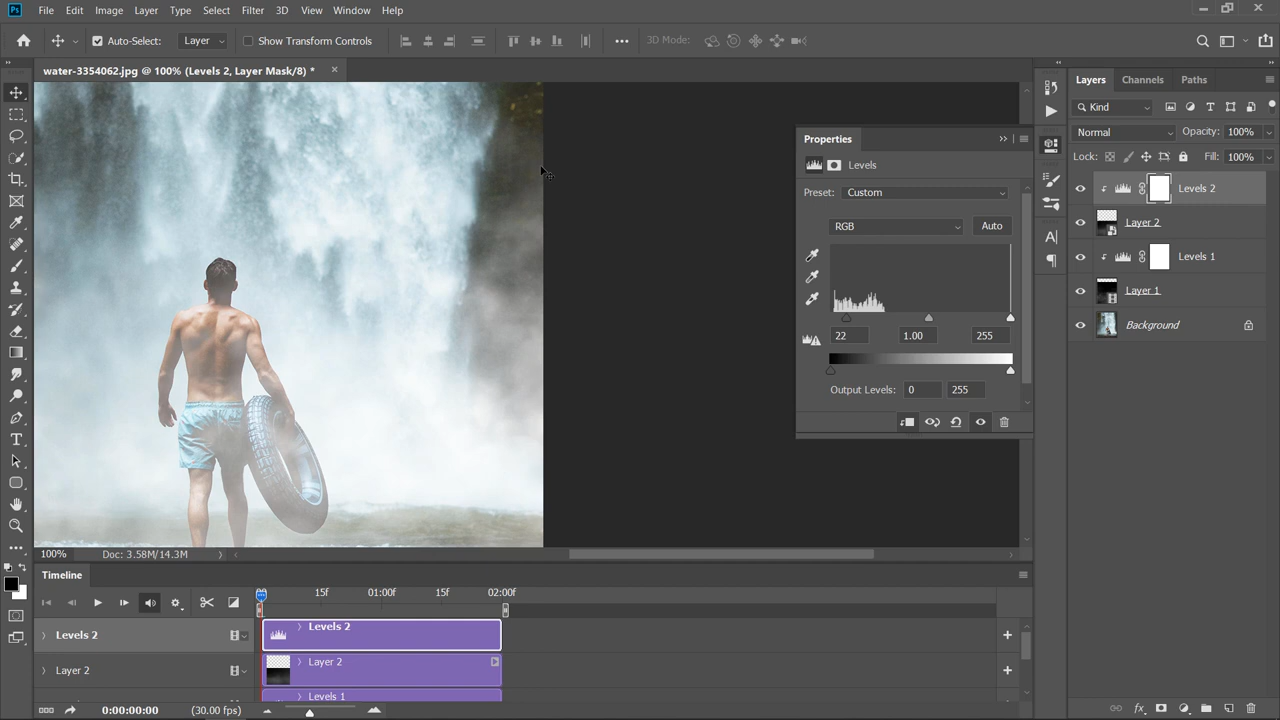 Ps File Edit Image Layer Type Select Filter 3D View Window Help
Auto-Select: Layer Show Transform Controls 3D Mode:
water-3354062.jpg @ 100% (Levels 2, Layer Mask/8) *
Properties
Levels
Preset: Custom
RGB Auto
22 1.00 255
Output Levels: 0 255
Layers Channels Paths
Kind
Normal Opacity: 100%
Lock: Fill: 100%
Levels 2
Layer 2
Levels 1
Layer 1
Background
100% Doc: 3.58M/14.3M
Timeline
15f 01:00f 15f 02:00f
Levels 2 Levels 2
Layer 2 Layer 2
Levels 1
0:00:00:00 (30.00 fps)